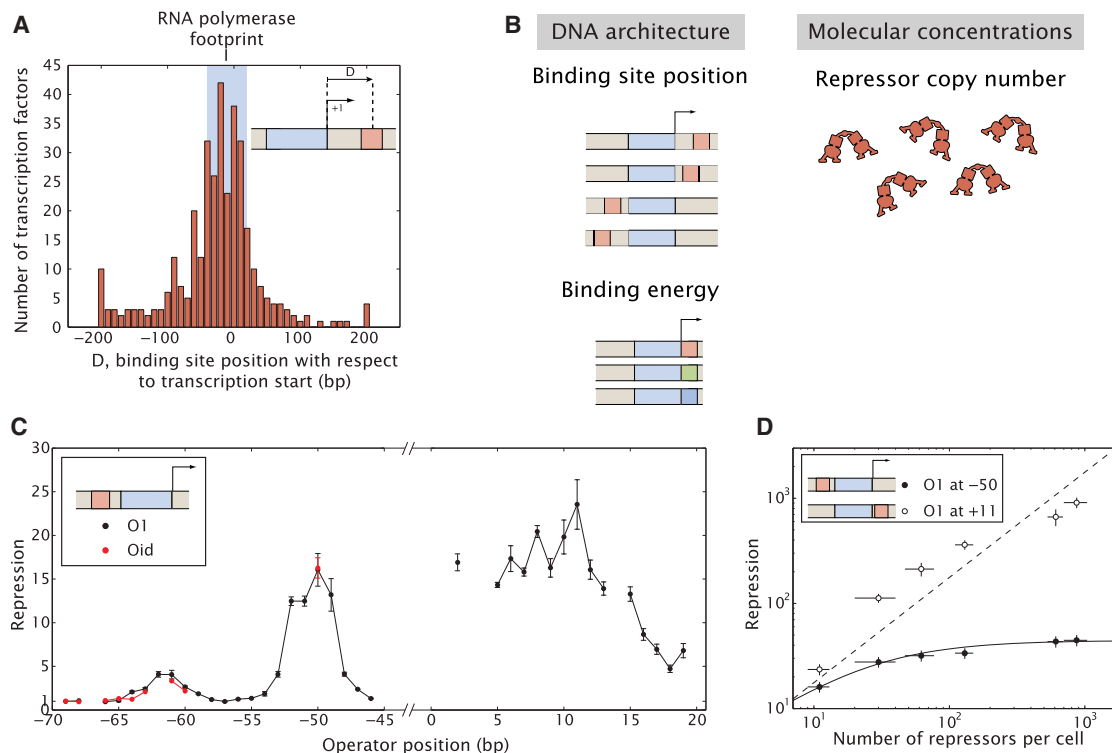 A
RNA polymerase
footprint
Number of transcription factors
45
40
35
30
25
20
15
10
5
0
D
+1
−200
−100
0
100
200
D, binding site position with respect
to transcription start (bp)
B
DNA architecture
Molecular concentrations
Binding site position
Repressor copy number
Binding energy
C
Repression
30
25
20
15
10
5
1
O1
Oid
−70
−65
−60
−55
−50
−45
0
5
10
15
20
Operator position (bp)
D
Repression
10³
10²
10¹
O1 at −50
O1 at +11
10¹
10²
10³
Number of repressors per cell